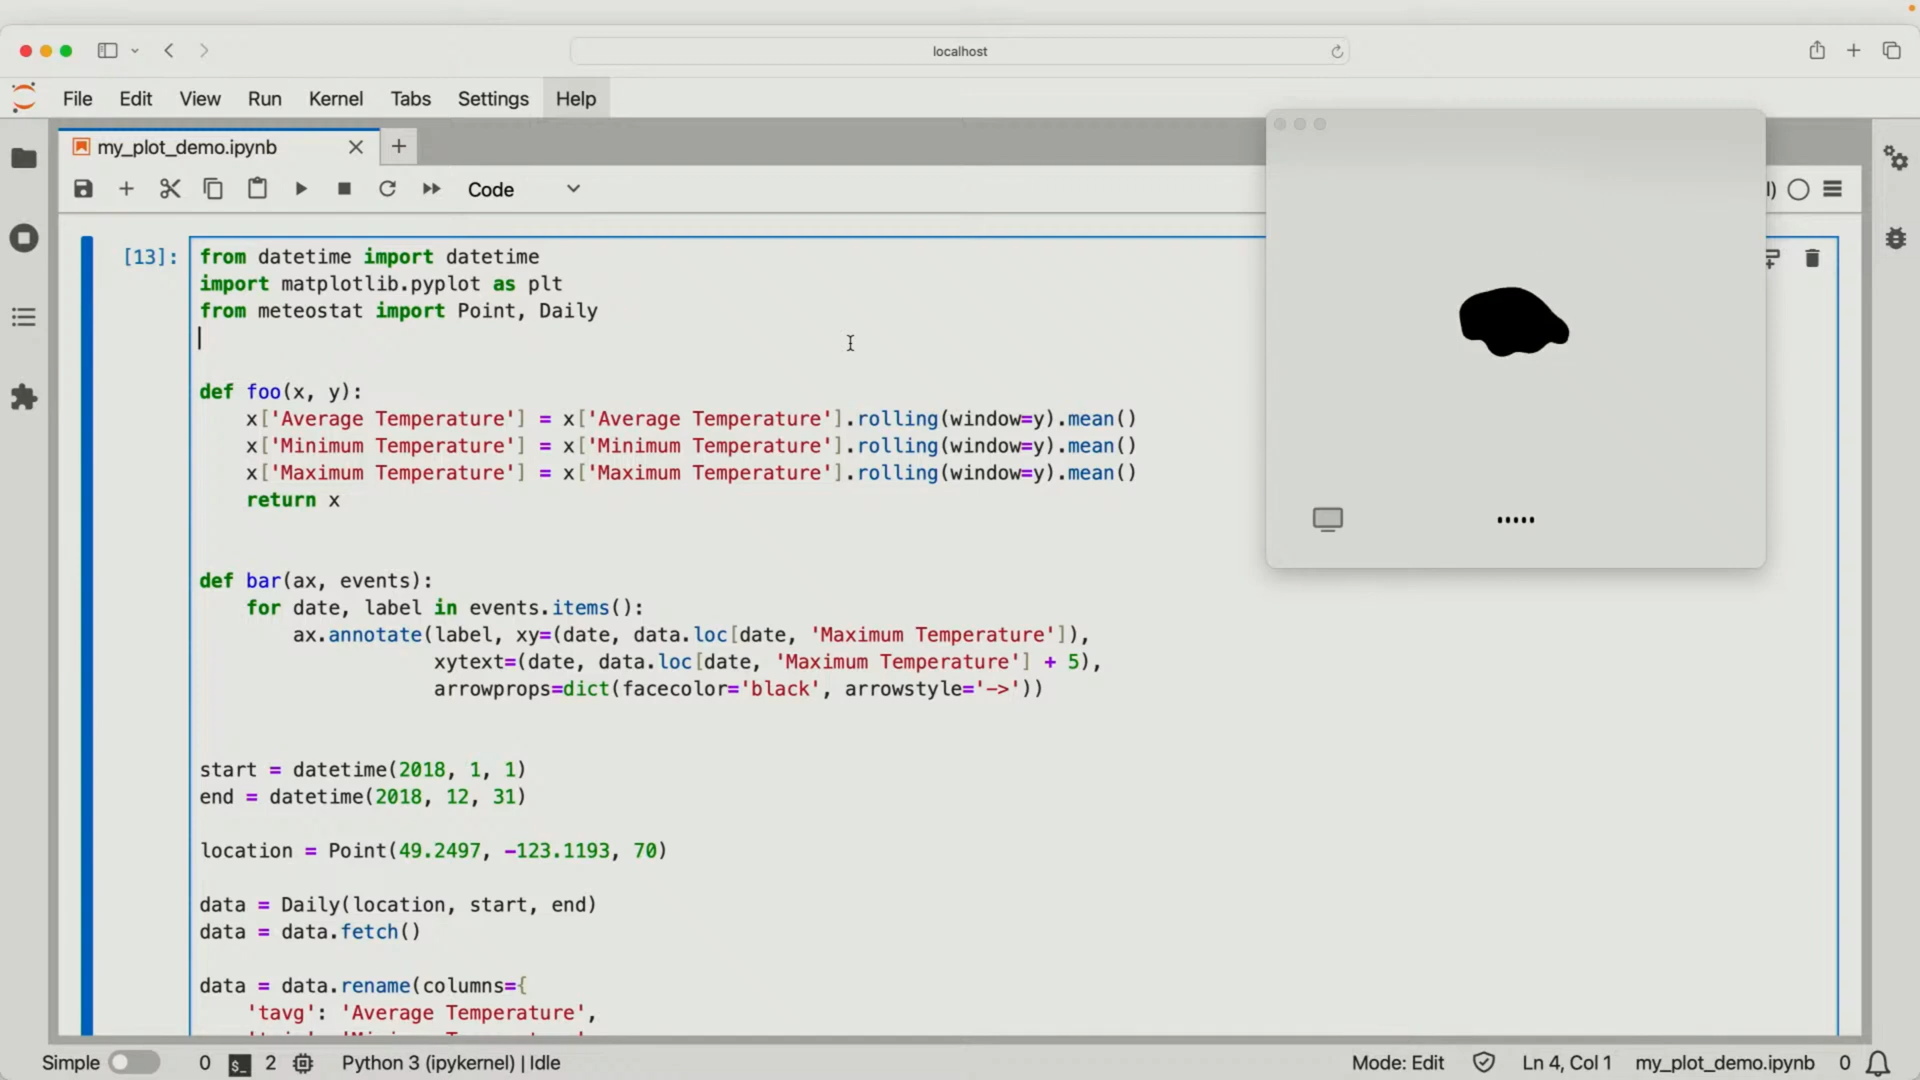 localhost
File Edit View Run Kernel Tabs Settings Help
my_plot_demo.ipynb
Code
l)
[13]:
from datetime import datetime
import matplotlib.pyplot as plt
from meteostat import Point, Daily
def foo(x, y):
x['Average Temperature'] = x['Average Temperature'].rolling(window=y).mean()
x['Minimum Temperature'] = x['Minimum Temperature'].rolling(window=y).mean()
x['Maximum Temperature'] = x['Maximum Temperature'].rolling(window=y).mean()
return x
def bar(ax, events):
for date, label in events.items():
ax.annotate(label, xy=(date, data.loc[date, 'Maximum Temperature']),
xytext=(date, data.loc[date, 'Maximum Temperature'] + 5),
arrowprops=dict(facecolor='black', arrowstyle='->'))
start = datetime(2018, 1, 1)
end = datetime(2018, 12, 31)
location = Point(49.2497, -123.1193, 70)
data = Daily(location, start, end)
data = data.fetch()
data = data.rename(columns={
'tavg': 'Average Temperature',
Simple 0 $_ 2 Python 3 (ipykernel) | Idle Mode: Edit Ln 4, Col 1 my_plot_demo.ipynb 0